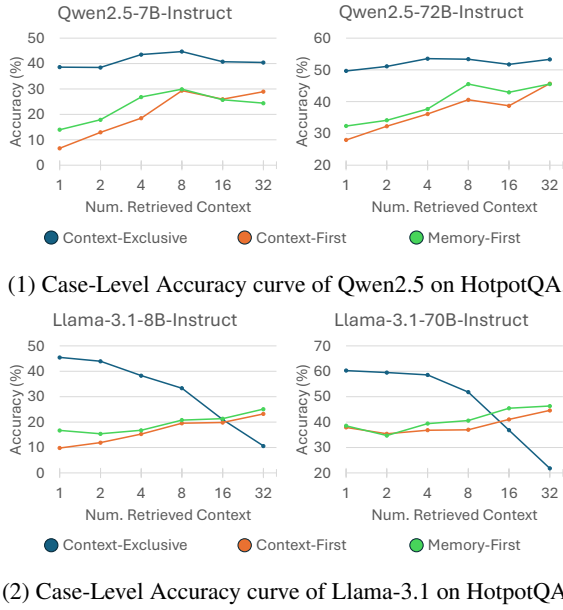 Qwen2.5-7B-Instruct
Accuracy (%)
50
40
30
20
10
0
1 2 4 8 16 32
Num. Retrieved Context
Qwen2.5-72B-Instruct
Accuracy (%)
60
50
40
30
20
1 2 4 8 16 32
Num. Retrieved Context
Context-Exclusive Context-First Memory-First
(1) Case-Level Accuracy curve of Qwen2.5 on HotpotQA
Llama-3.1-8B-Instruct
Accuracy (%)
50
40
30
20
10
0
1 2 4 8 16 32
Num. Retrieved Context
Llama-3.1-70B-Instruct
Accuracy (%)
70
60
50
40
30
20
1 2 4 8 16 32
Num. Retrieved Context
Context-Exclusive Context-First Memory-First
(2) Case-Level Accuracy curve of Llama-3.1 on HotpotQA